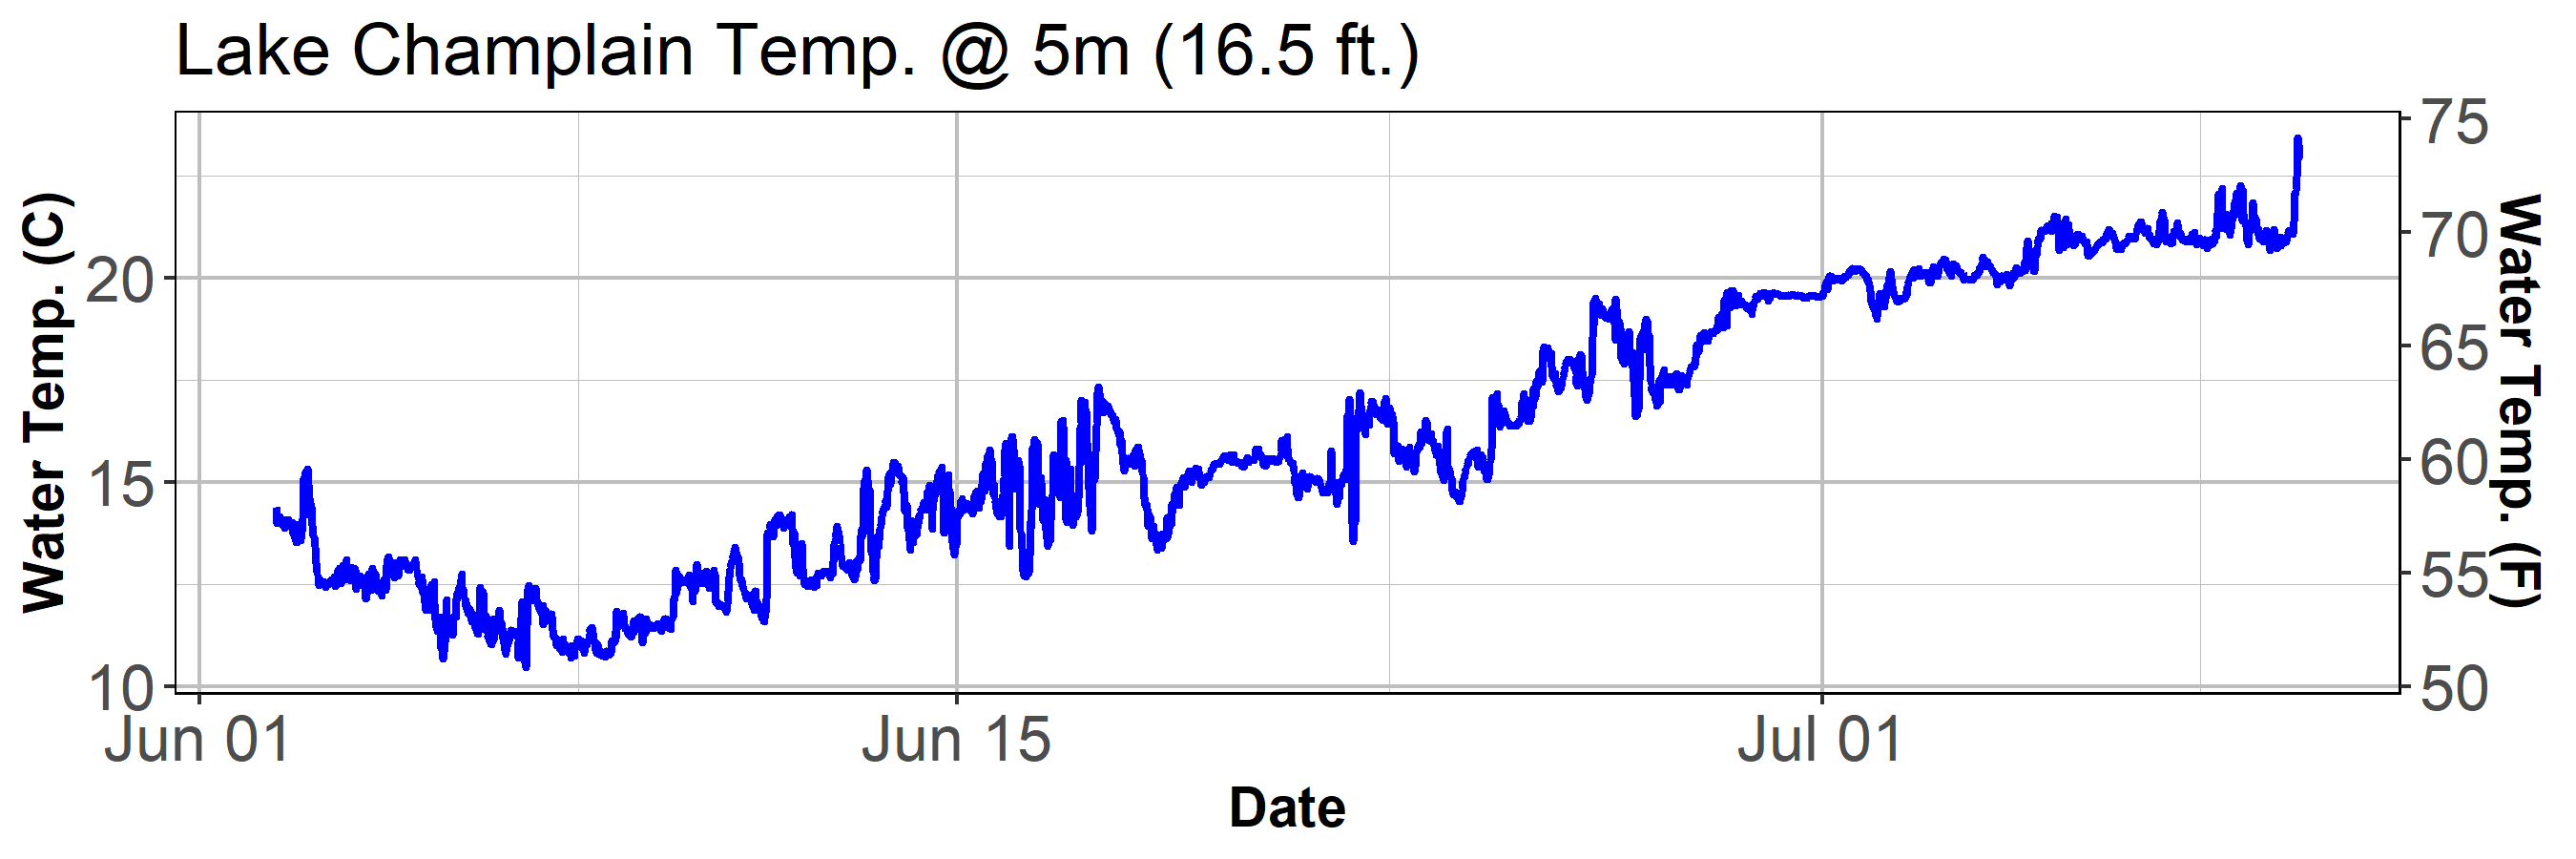 Lake Champlain Temp. @ 5m (16.5 ft.)
Water Temp. (C)
20
15
10
75
70
65
60
55
50
Water Temp. (F)
Jun 01
Jun 15
Jul 01
Date